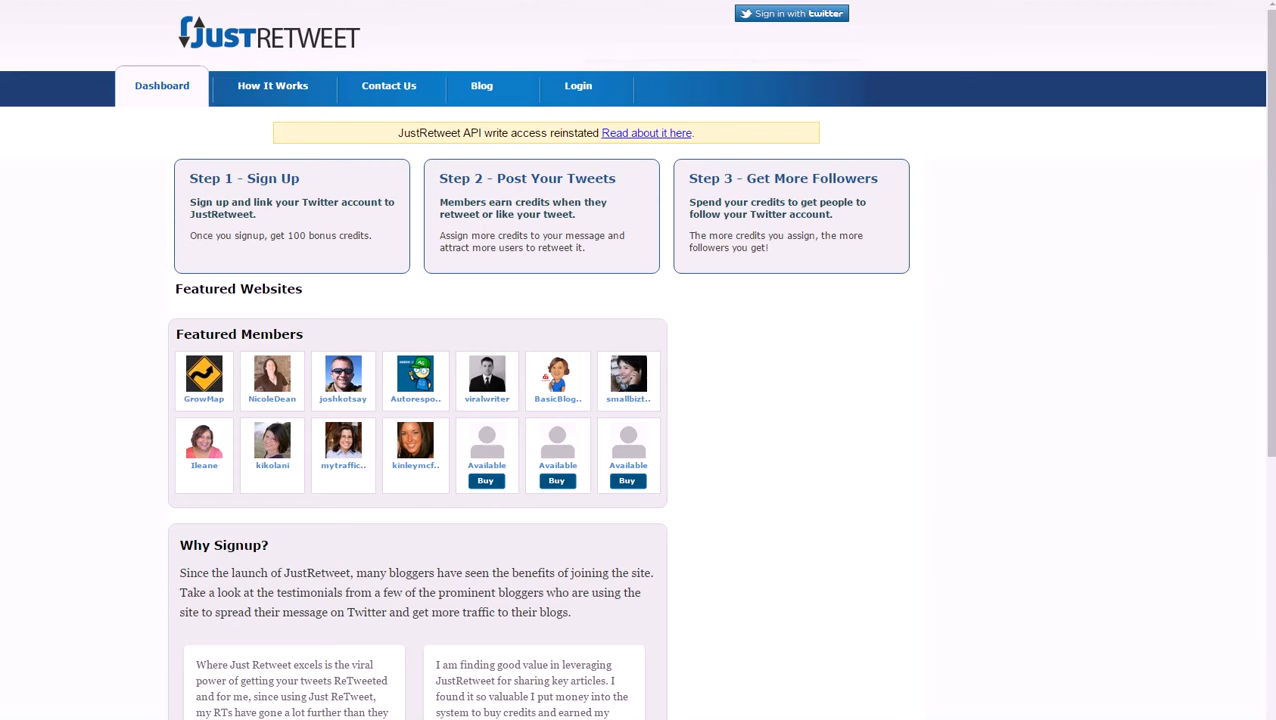 Sign in with twitter
JUSTRETWEET
Dashboard
How It Works
Contact Us
Blog
Login
JustRetweet API write access reinstated Read about it here.
Step 1 - Sign Up
Sign up and link your Twitter account to
JustRetweet.
Once you signup, get 100 bonus credits.
Step 2 - Post Your Tweets
Members earn credits when they
retweet or like your tweet.
Assign more credits to your message and
attract more users to retweet it.
Step 3 - Get More Followers
Spend your credits to get people to
follow your Twitter account.
The more credits you assign, the more
followers you get!
Featured Websites
Featured Members
GrowMap
NicoleDean
joshkotsay
Autorespo..
viralwriter
BasicBlog..
smallbizt..
Ileane
kikolani
mytraffic..
kinleymcf..
Available
Buy
Available
Buy
Available
Buy
Why Signup?
Since the launch of JustRetweet, many bloggers have seen the benefits of joining the site.
Take a look at the testimonials from a few of the prominent bloggers who are using the
site to spread their message on Twitter and get more traffic to their blogs.
Where Just Retweet excels is the viral
power of getting your tweets ReTweeted
and for me, since using Just ReTweet,
my RTs have gone a lot further than they
I am finding good value in leveraging
JustRetweet for sharing key articles. I
found it so valuable I put money into the
system to buy credits and earned my